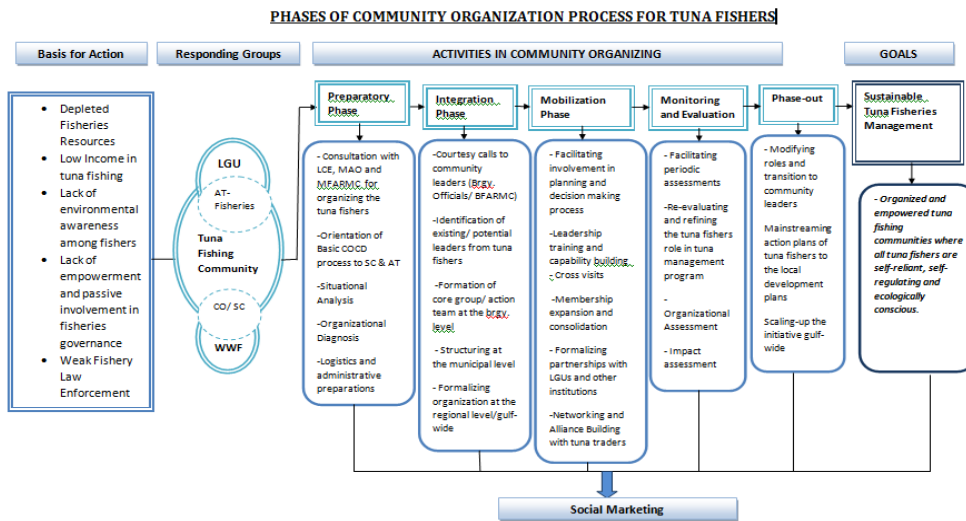 PHASES OF COMMUNITY ORGANIZATION PROCESS FOR TUNA FISHERS
Basis for Action
Responding Groups
ACTIVITIES IN COMMUNITY ORGANIZING
GOALS
• Depleted
Fisheries
Resources
• Low Income in
tuna fishing
• Lack of
environmental
awareness
among fishers
• Lack of
empowerment
and passive
involvement in
fisheries
governance
• Weak Fishery
Law
Enforcement
LGU
AT-
Fisheries
Tuna
Fishing
Community
CO/ SC
WWF
Preparatory
Phase
- Consultation with
LCE, MAO and
MFARMC for
organizing the
tuna fishers
-Orientation of
Basic COCD
process to SC & AT
-Situational
Analysis
-Organizational
Diagnosis
-Logistics and
administrative
preparations
Integration
Phase
-Courtesy calls to
community
leaders (Brgy.
Officials/ BFARMC)
-Identification of
existing/ potential
leaders from tuna
fishers
-Formation of
core group/ action
team at the brgy.
level
- Structuring at
the municipal level
- Formalizing
organization at the
regional level/gulf-
wide
Mobilization
Phase
- Facilitating
involvement in
planning and
decision making
process
-Leadership
training and
capability building
- Cross visits
-Membership
expansion and
consolidation
- Formalizing
partnerships with
LGUs and other
institutions
-Networking and
Alliance Building
with tuna traders
Monitoring
and Evaluation
- Facilitating
periodic
assessments
- Re-evaluating
and refining
the tuna fishers
role in tuna
management
program
-
Organizational
Assessment
- Impact
assessment
Phase-out
- Modifying
roles and
transition to
community
leaders
Mainstreaming
action plans of
tuna fishers to
the local
development
plans
Scaling-up the
initiative gulf-
wide
Sustainable
Tuna Fisheries
Management
- Organized and
empowered tuna
fishing
communities where
all tuna fishers are
self-reliant, self-
regulating and
ecologically
conscious.
Social Marketing